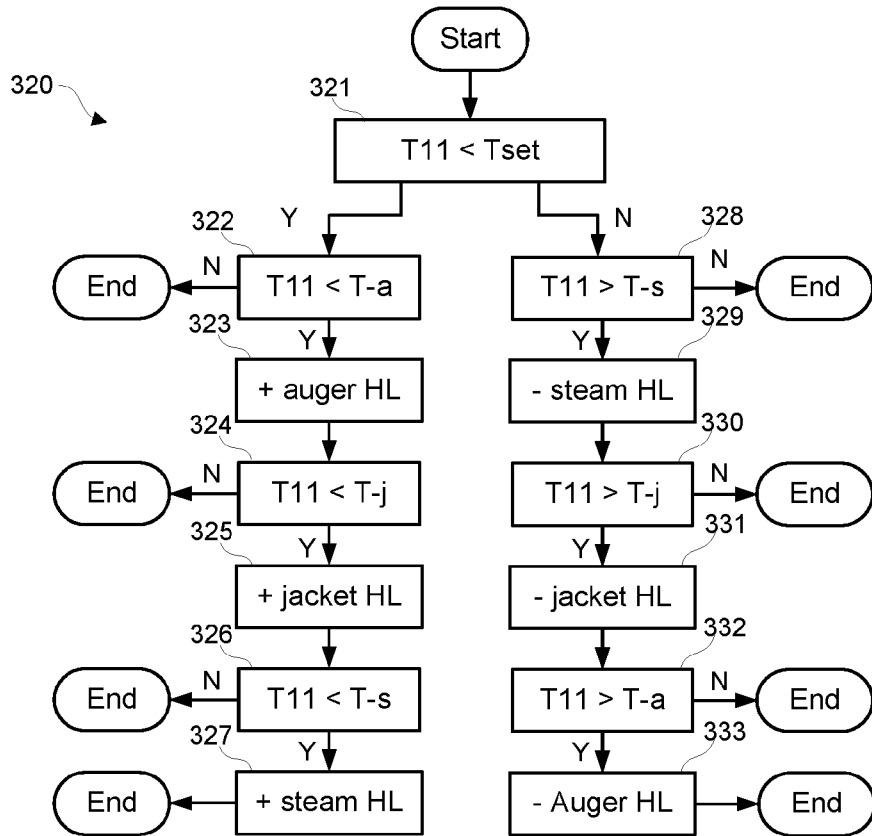 Start
320
321
T11 < Tset
Y
N
322
328
End
N
T11 < T-a
T11 > T-s
N
End
323
Y
Y
329
+ auger HL
- steam HL
324
330
End
N
T11 < T-j
T11 > T-j
N
End
325
Y
Y
331
+ jacket HL
- jacket HL
326
332
End
N
T11 < T-s
T11 > T-a
N
End
327
Y
Y
333
End
+ steam HL
- Auger HL
End